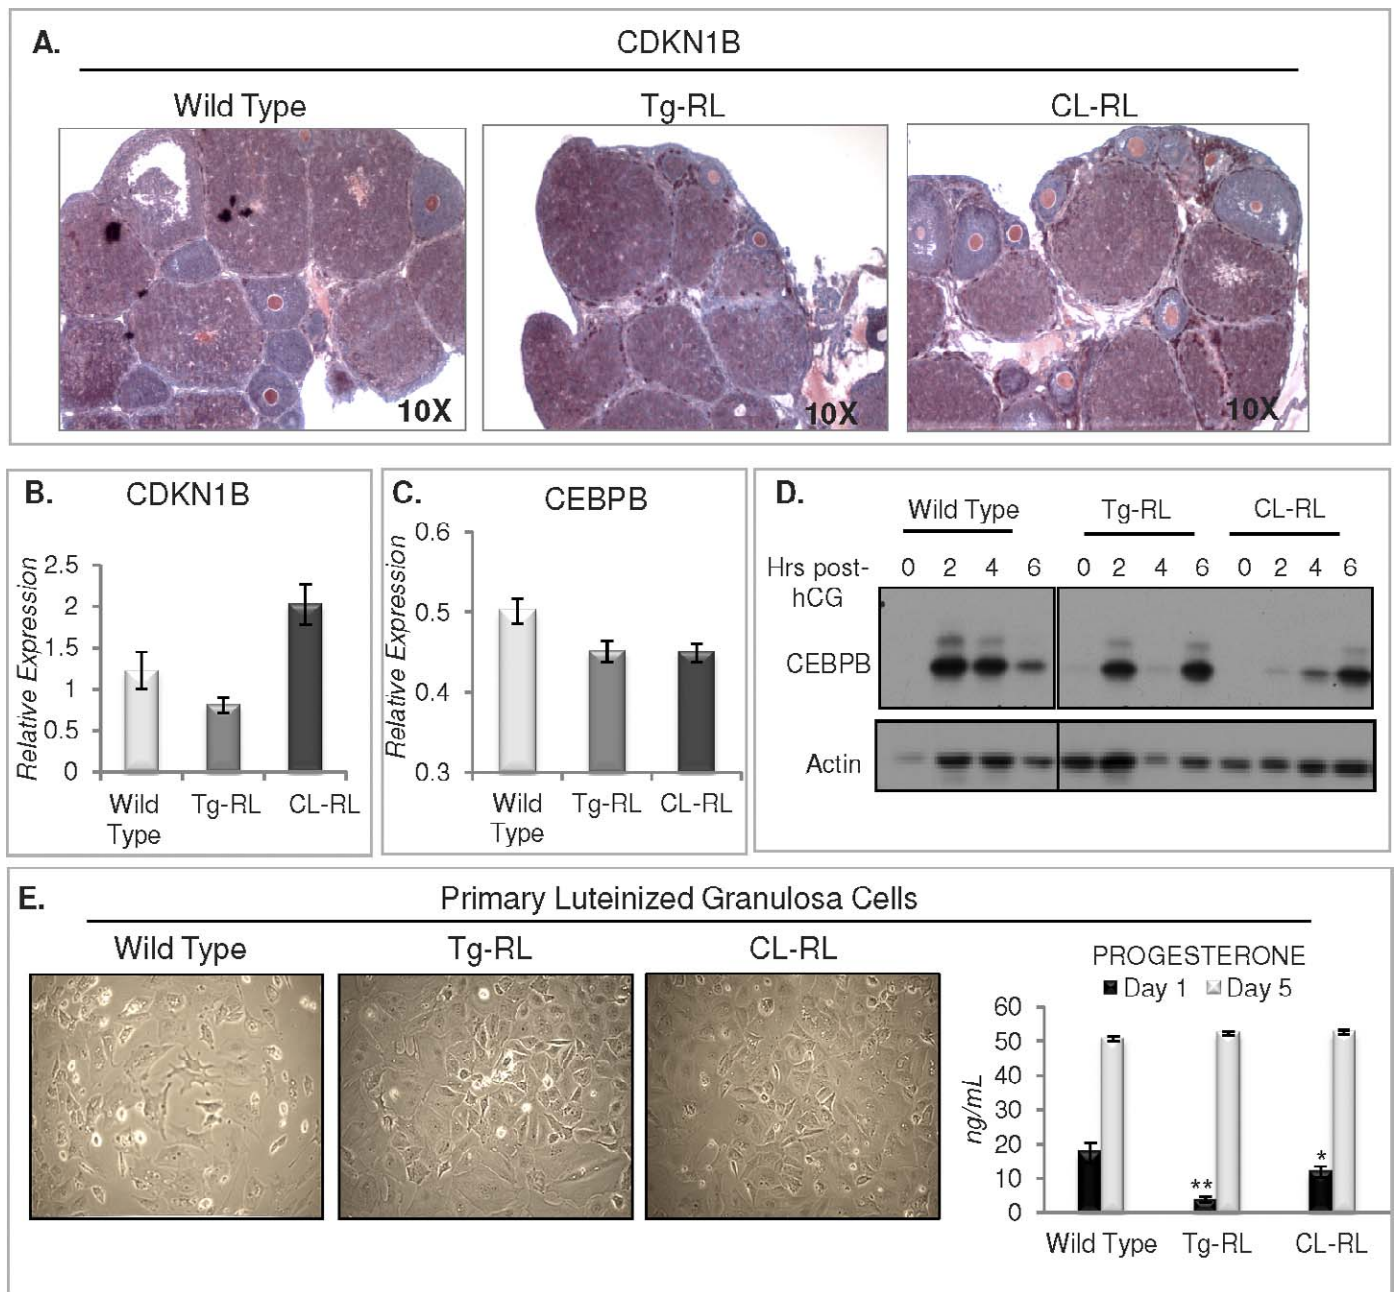 A.
CDKN1B
Wild Type Tg-RL CL-RL
10X 10X 10X
B.
CDKN1B
Relative Expression
2.5
2
1.5
1
0.5
0
Wild Type Tg-RL CL-RL
C.
CEBPB
Relative Expression
0.6
0.5
0.4
0.3
Wild Type Tg-RL CL-RL
D.
Wild Type Tg-RL CL-RL
Hrs post-hCG 0 2 4 6 0 2 4 6 0 2 4 6
CEBPB
Actin
E.
Primary Luteinized Granulosa Cells
Wild Type Tg-RL CL-RL
PROGESTERONE
Day 1 Day 5
ng/mL
60
50
40
30
20
10
0
** *
Wild Type Tg-RL CL-RL